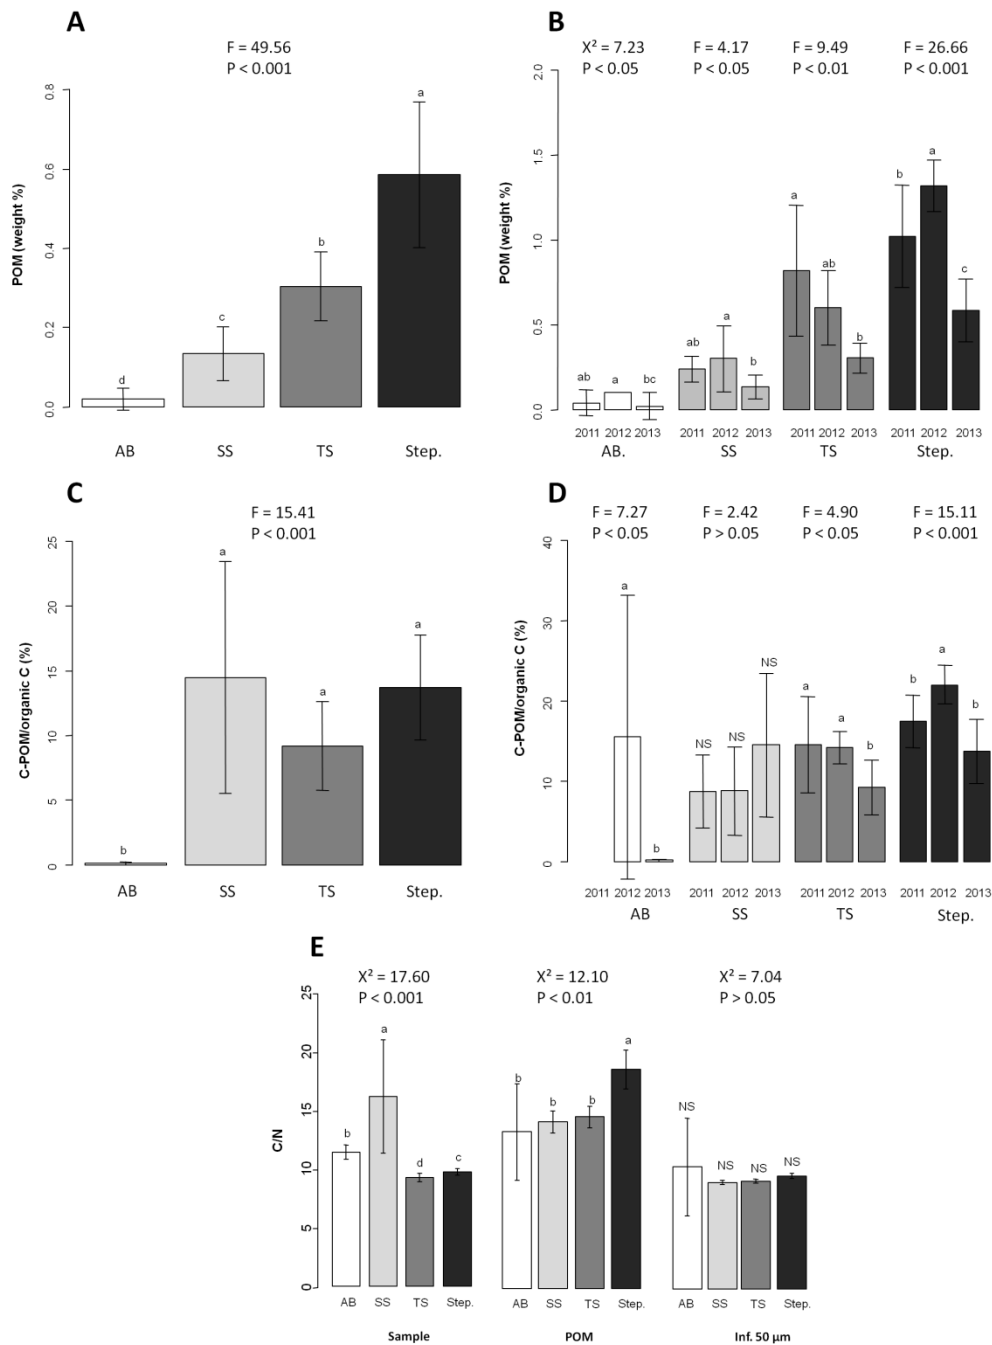 A
F = 49.56
P < 0.001
POM (weight %)
0.8
0.6
0.4
0.2
0.0
a
b
c
d
AB SS TS Step.
B
X² = 7.23 F = 4.17 F = 9.49 F = 26.66
P < 0.05 P < 0.05 P < 0.01 P < 0.001
POM (weight %)
2.0
1.5
1.0
0.5
0.0
ab a bc ab a b a ab b b a c
2011 2012 2013 2011 2012 2013 2011 2012 2013 2011 2012 2013
AB. SS TS Step.
C
F = 15.41
P < 0.001
C-POM/organic C (%)
25
20
15
10
5
0
b a a a
AB SS TS Step.
D
F = 7.27 F = 2.42 F = 4.90 F = 15.11
P < 0.05 P > 0.05 P < 0.05 P < 0.001
C-POM/organic C (%)
40
30
20
10
0
a b NS NS NS a a b b a b
2011 2012 2013 2011 2012 2013 2011 2012 2013 2011 2012 2013
AB SS TS Step.
E
X² = 17.60 X² = 12.10 X² = 7.04
P < 0.001 P < 0.01 P > 0.05
C/N
25
20
15
10
5
0
b a d c b b b a NS NS NS NS
AB SS TS Step. AB SS TS Step. AB SS TS Step.
Sample POM Inf. 50 µm